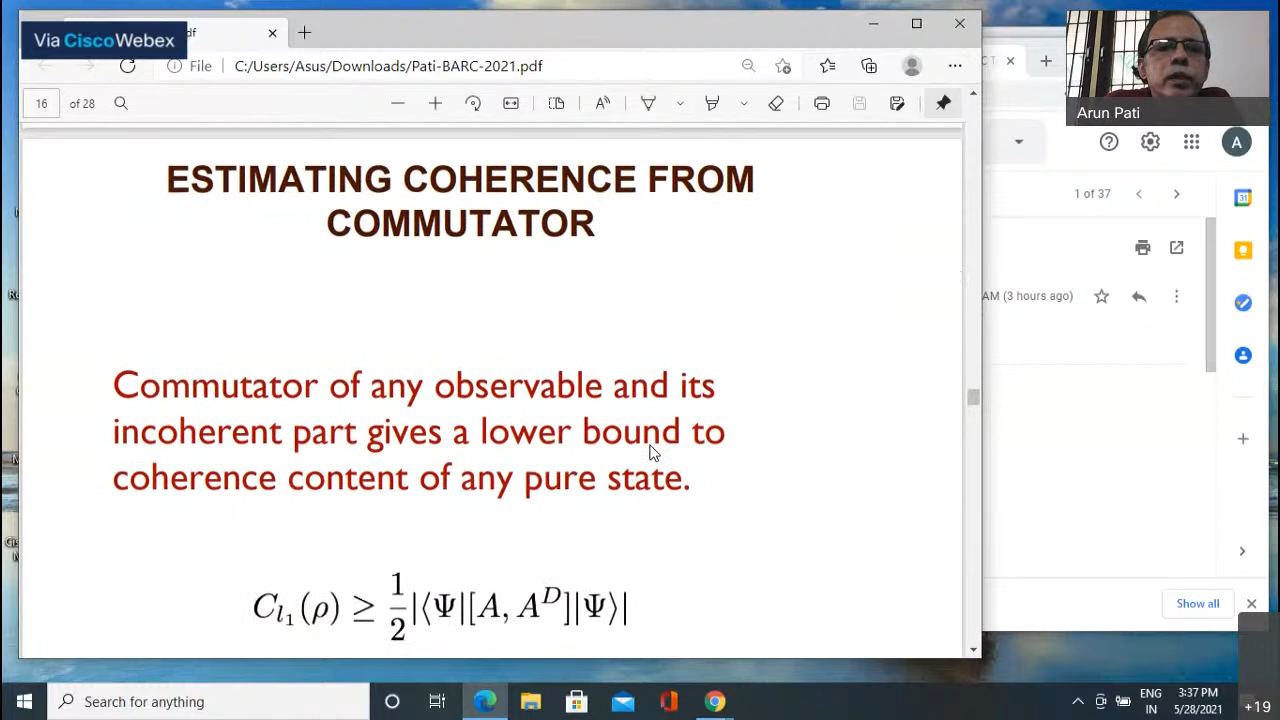 Via Cisco Webex
df
File
C:/Users/Asus/Downloads/Pati-BARC-2021.pdf
16 of 28
Arun Pati
A
1 of 37
31
AM (3 hours ago)
ESTIMATING COHERENCE FROM
COMMUTATOR
Commutator of any observable and its
incoherent part gives a lower bound to
coherence content of any pure state.
C_{l_1}(ρ) ≥ \frac{1}{2}|⟨Ψ|[A, A^D]|Ψ⟩|
Show all
Search for anything
ENG
IN
3:37 PM
5/28/2021
+19